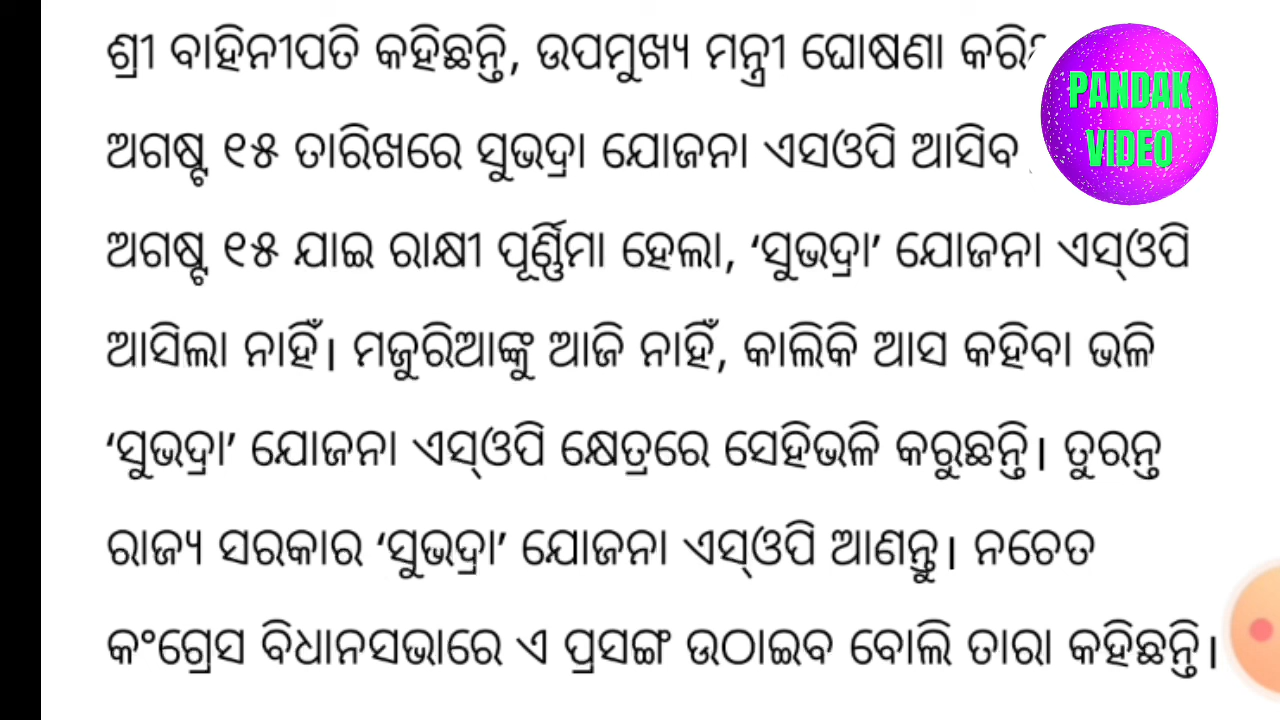 ଶ୍ରୀ ବାହିନୀପତି କହିଛନ୍ତି, ଉପମୁଖ୍ୟ ମନ୍ତ୍ରୀ ଘୋଷଣା
ଅଗଷ୍ଟ ୧୫ ତାରିଖରେ ସୁଭଦ୍ରା ଯୋଜନା ଏସଓପି ଆସିବ
ଅଗଷ୍ଟ ୧୫ ଯାଇ ରାକ୍ଷୀ ପୂର୍ଣ୍ଣିମା ହେଲା, ‘ସୁଭଦ୍ରା’ ଯୋଜନା ଏସ୍‌ଓପି
ଆସିଲା ନାହିଁ। ମଜୁରିଆଙ୍କୁ ଆଜି ନାହିଁ, କାଲିକି ଆସ କହିବା ଭଳି
‘ସୁଭଦ୍ରା’ ଯୋଜନା ଏସ୍‌ଓପି କ୍ଷେତ୍ରରେ ସେହିଭଳି କରୁଛନ୍ତି। ତୁରନ୍ତ
ରାଜ୍ୟ ସରକାର ‘ସୁଭଦ୍ରା’ ଯୋଜନା ଏସ୍‌ଓପି ଆଣନ୍ତୁ। ନଚେତ
କଂଗ୍ରେସ ବିଧାନସଭାରେ ଏ ପ୍ରସଙ୍ଗ ଉଠାଇବ ବୋଲି ତାରା କହିଛନ୍ତି।
PANDAK
VIDEO